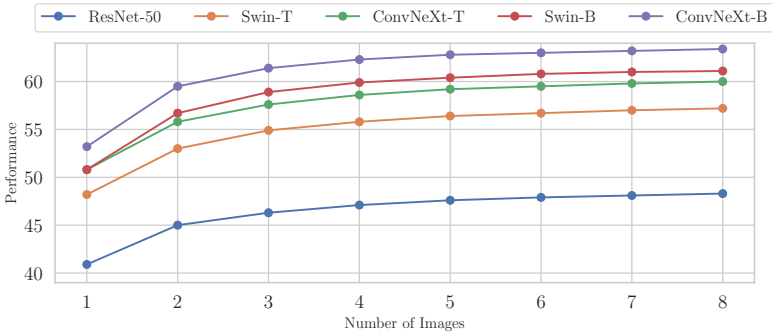 ResNet-50 Swin-T ConvNeXt-T Swin-B ConvNeXt-B
60
55
50
45
40
Performance
1 2 3 4 5 6 7 8
Number of Images